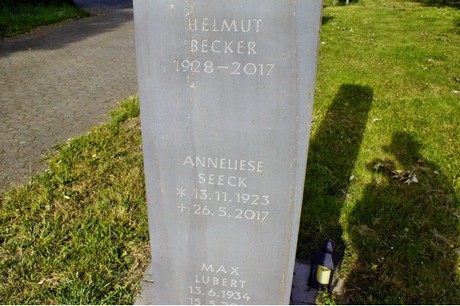 HELMUT
BECKER
1928–2017
ANNELIESE
SEECK
* 13.11.1923
+ 26.5.2017
MAX
LUBERT
13.6.1934